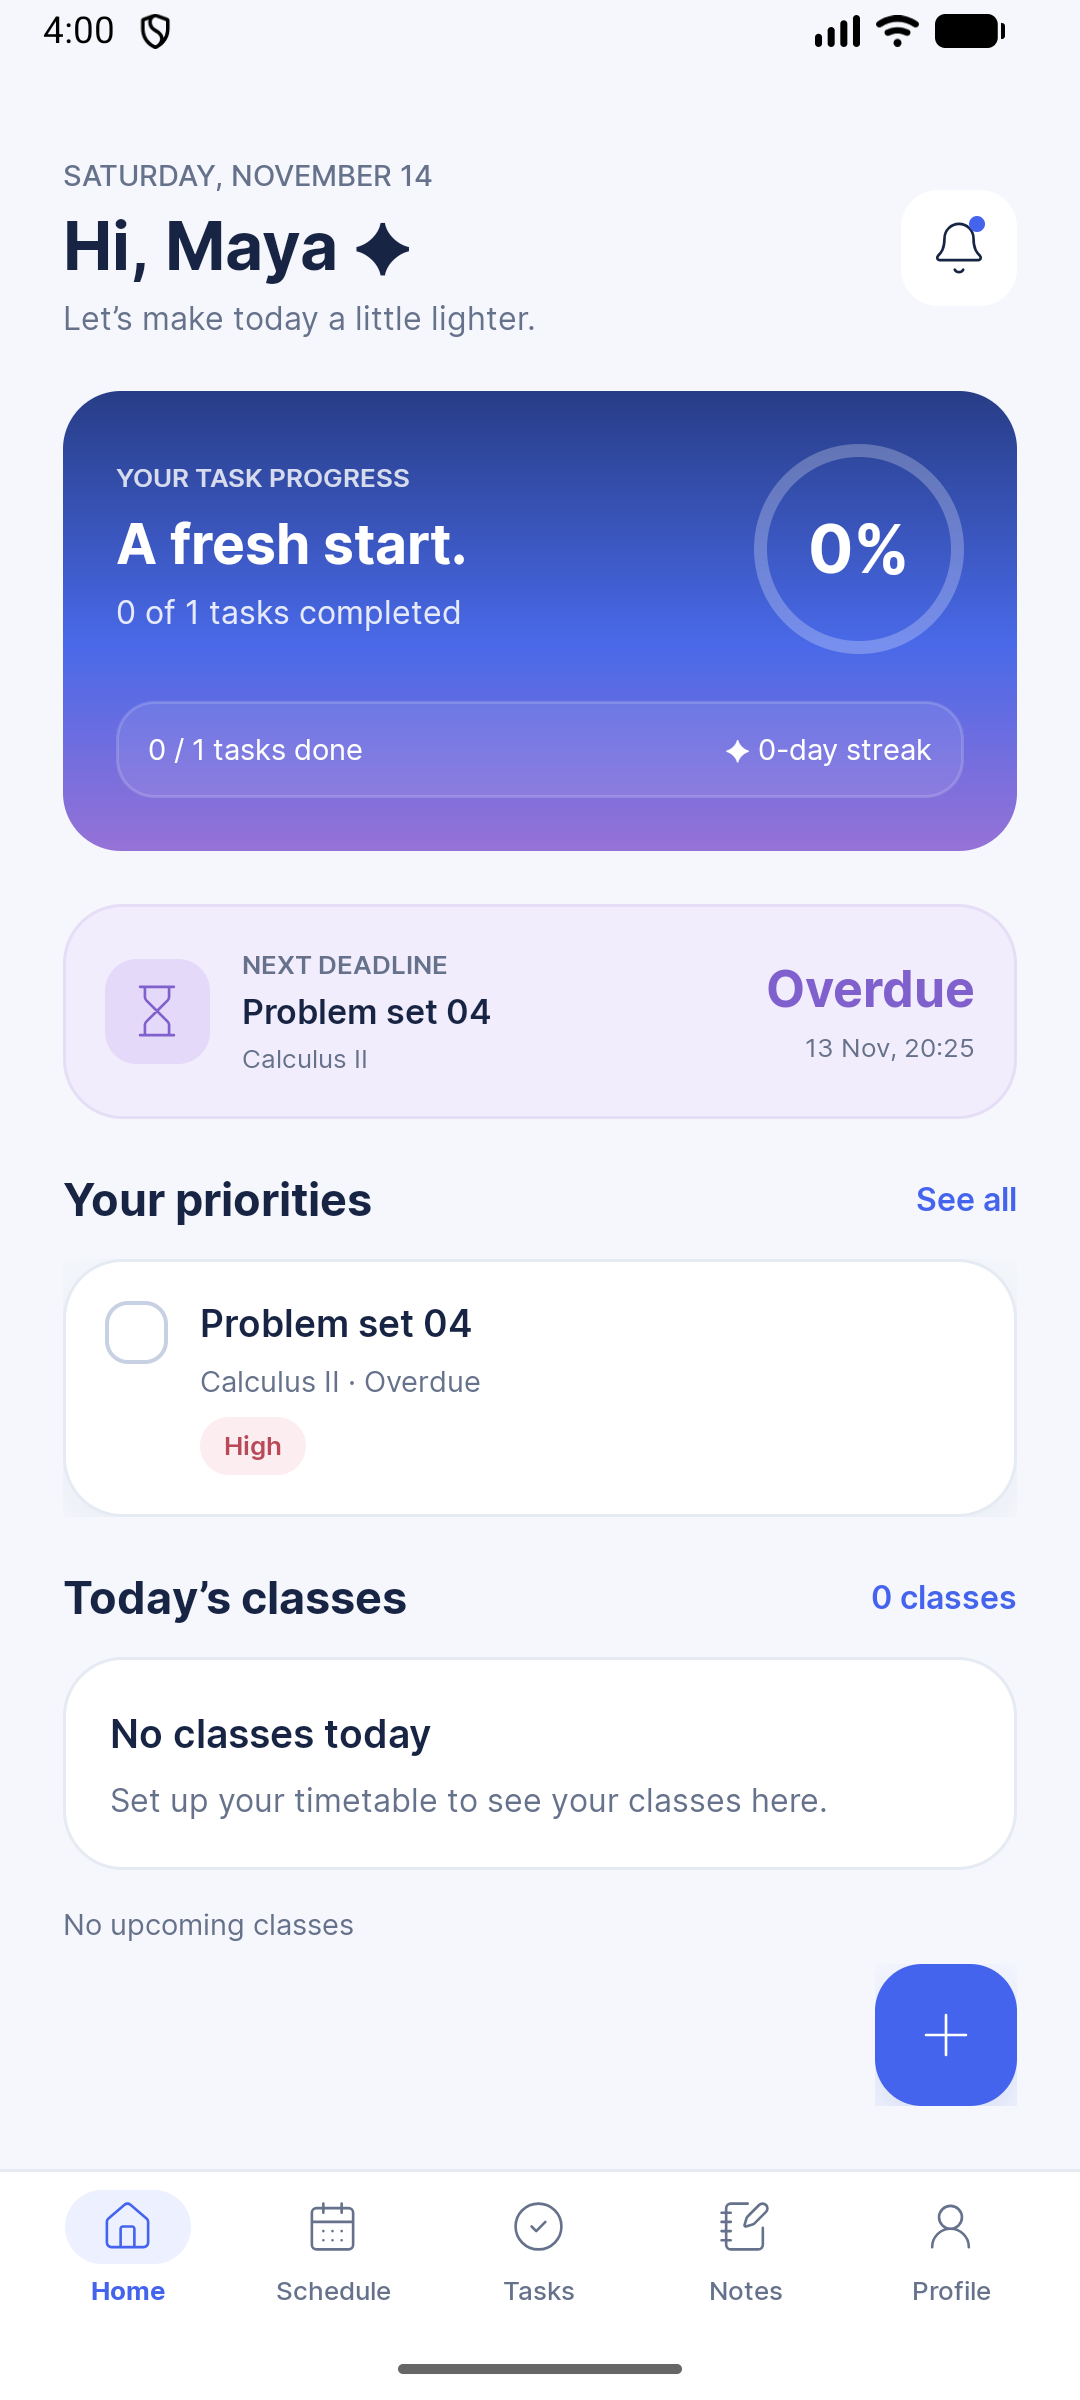 4:00
SATURDAY, NOVEMBER 14
Hi, Maya ✦
Let’s make today a little lighter.
YOUR TASK PROGRESS
A fresh start.
0 of 1 tasks completed
0%
0 / 1 tasks done
✦ 0-day streak
NEXT DEADLINE
Problem set 04
Calculus II
Overdue
13 Nov, 20:25
Your priorities
See all
Problem set 04
Calculus II · Overdue
High
Today’s classes
0 classes
No classes today
Set up your timetable to see your classes here.
No upcoming classes
Home
Schedule
Tasks
Notes
Profile